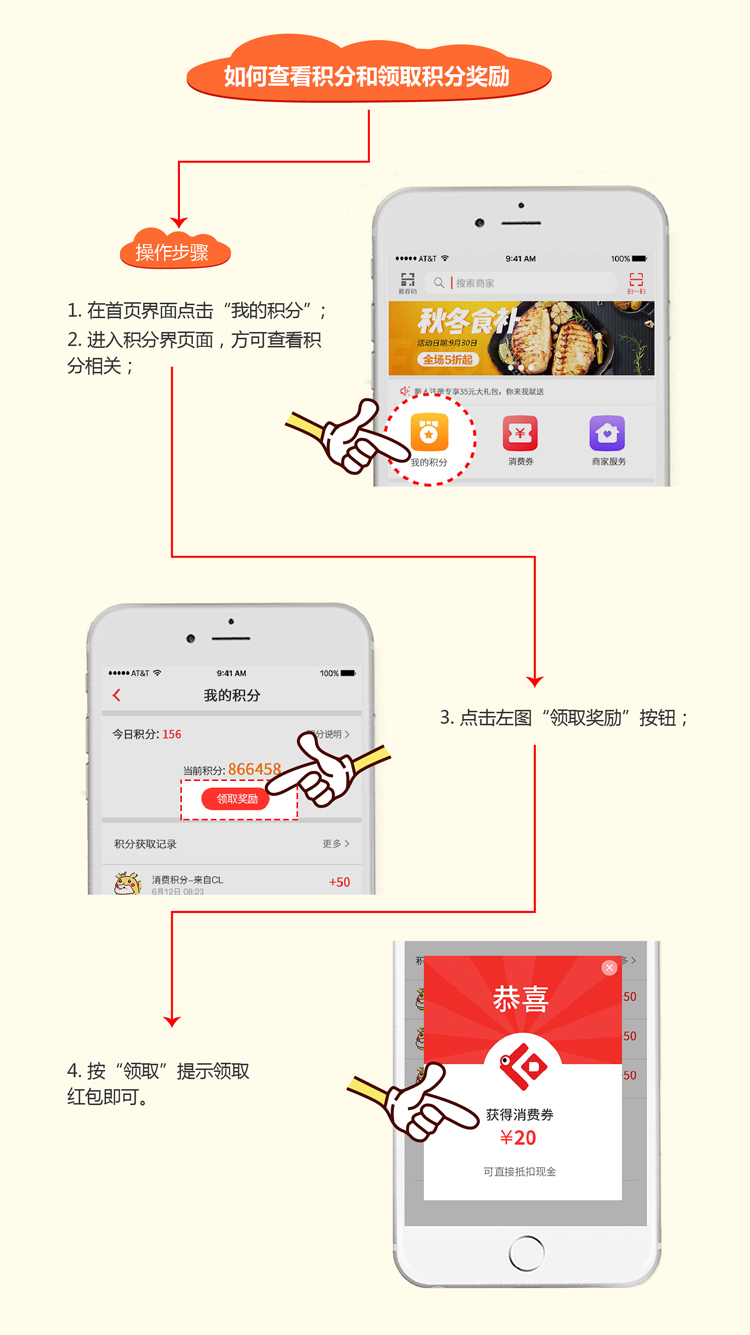 如何查看积分和领取积分奖励
操作步骤
1. 在首页界面点击“我的积分”；
2. 进入积分界页面，方可查看积
分相关；
AT&T 9:41 AM 100%
推荐码
搜索商家
扫一扫
秋冬食补
活动日期:9月30日
全场5折起
新人注册专享35元大礼包，你来我就送
我的积分 消费券 商家服务
AT&T 9:41 AM 100%
我的积分
今日积分: 156
积分说明
当前积分: 866458
领取奖励
积分获取记录 更多
消费积分-来自CL
6月12日 08:23
+50
3. 点击左图“领取奖励”按钮；
4. 按“领取”提示领取
红包即可。
积
多
恭喜
50
50
50
获得消费券
￥20
可直接抵扣现金